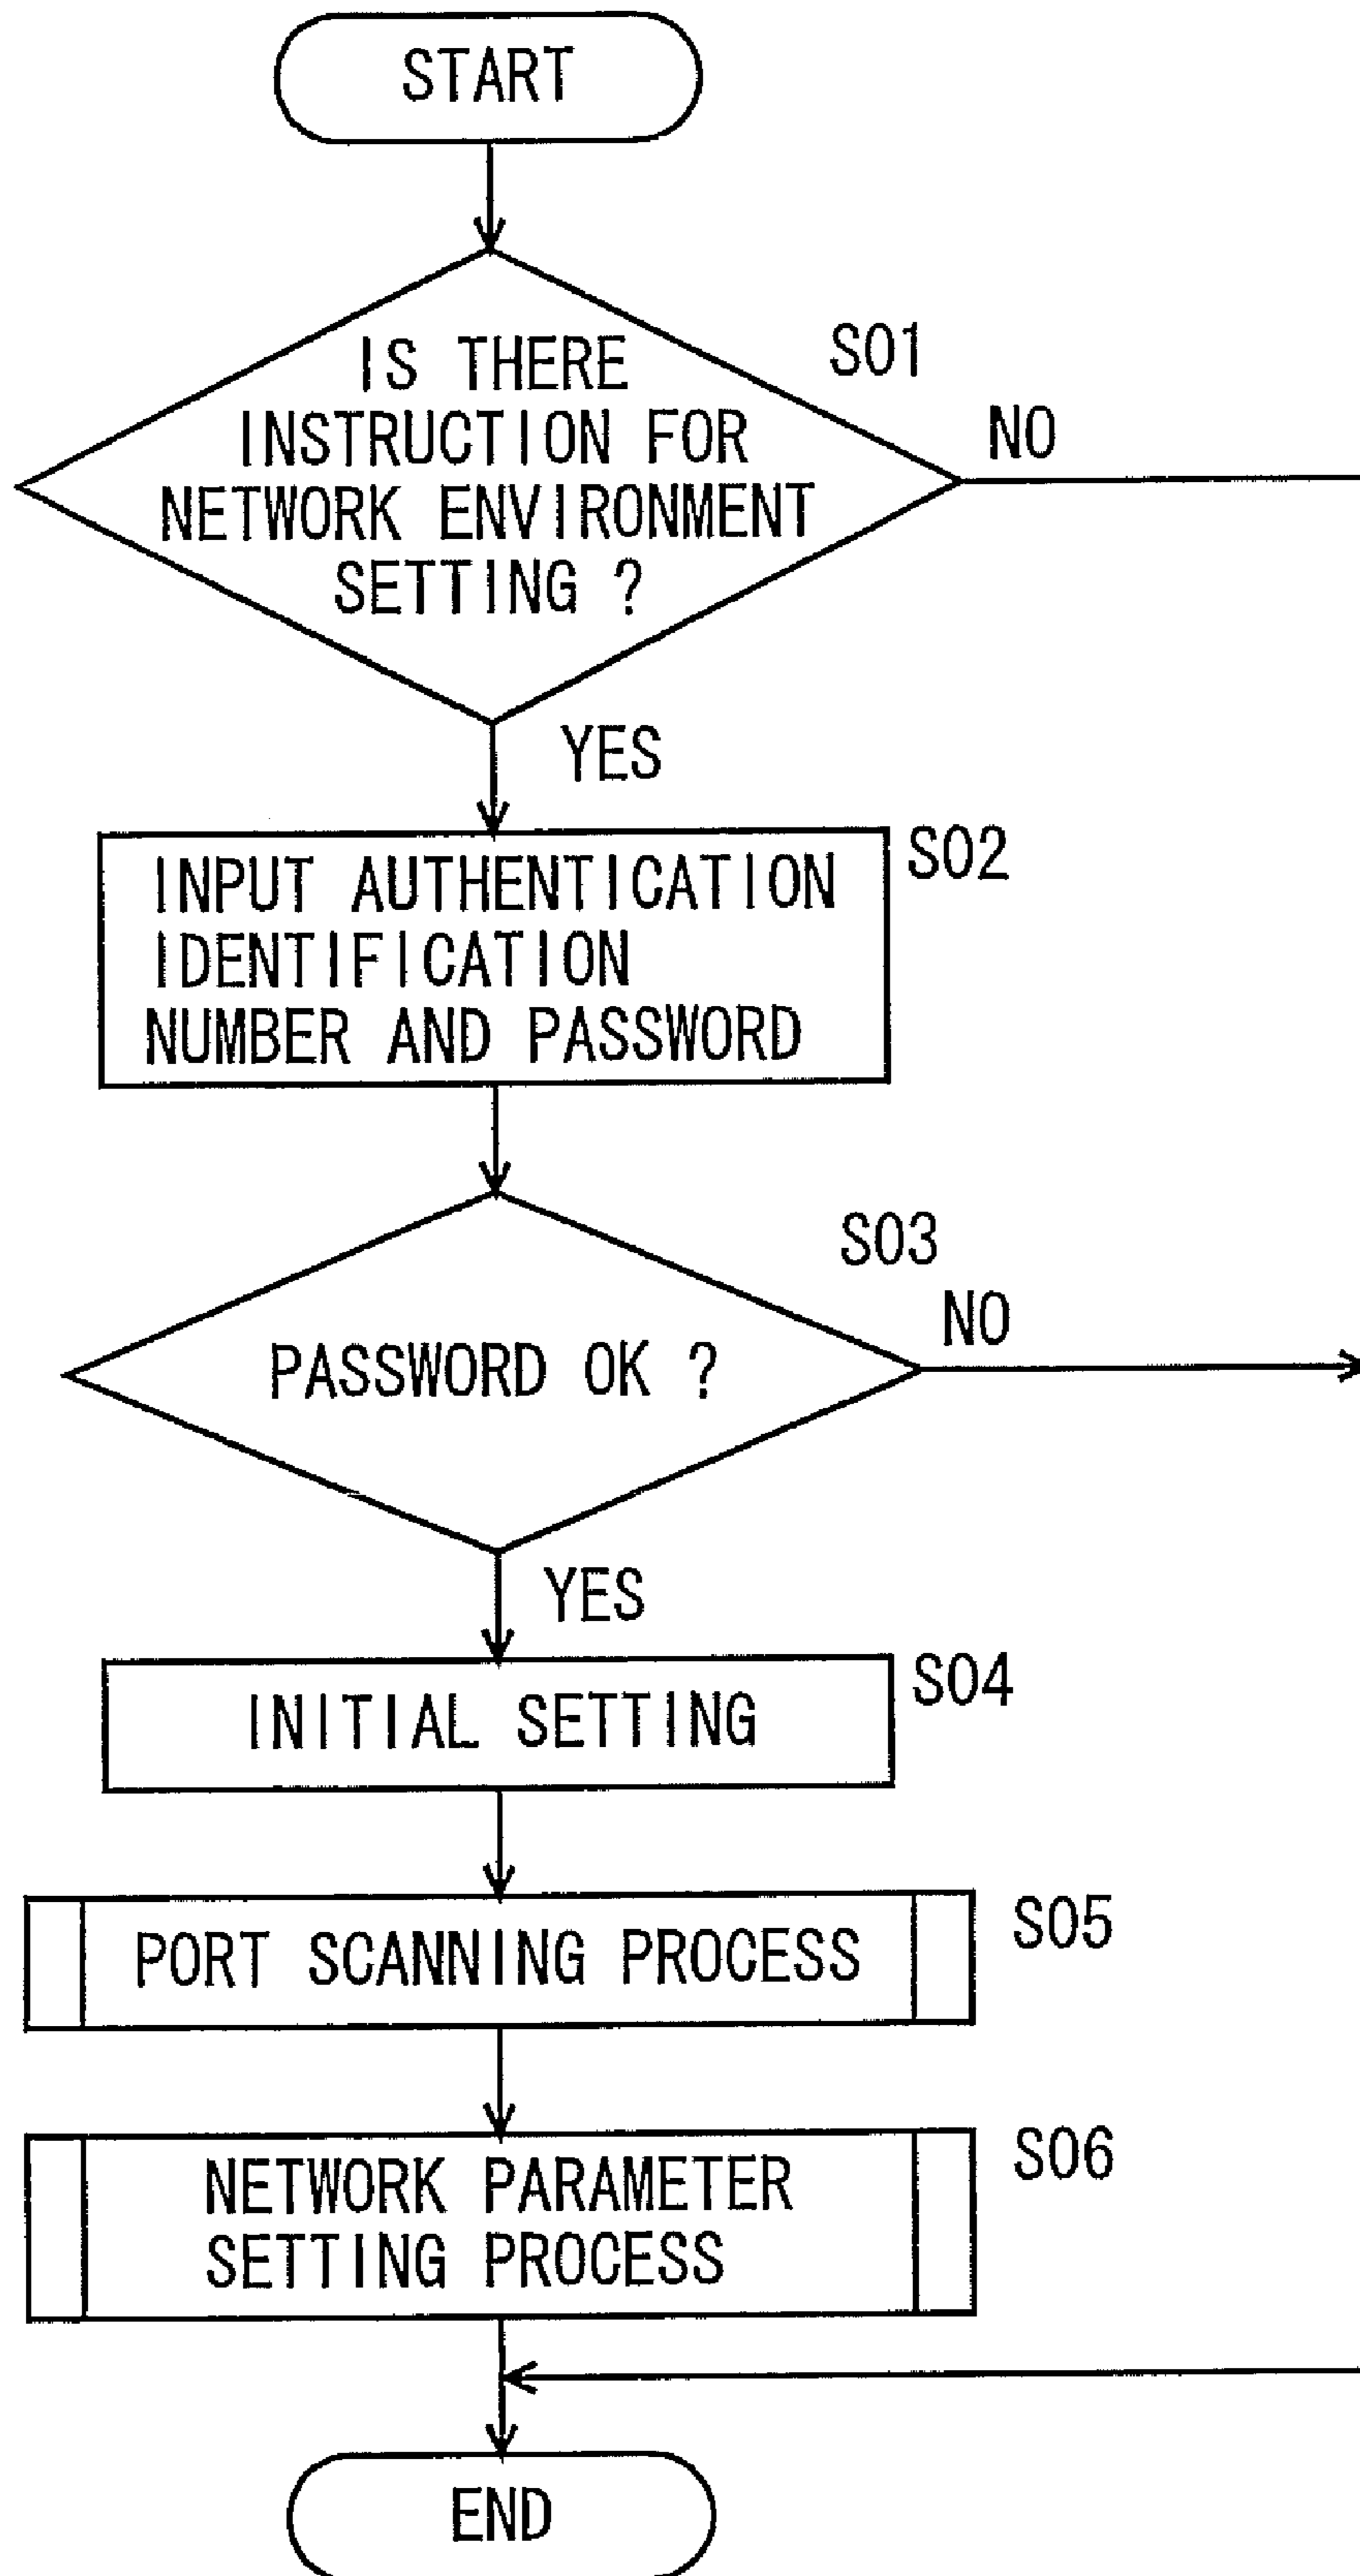 START
IS THERE
INSTRUCTION FOR
NETWORK ENVIRONMENT
SETTING ?
S01
NO
YES
INPUT AUTHENTICATION
IDENTIFICATION
NUMBER AND PASSWORD
S02
PASSWORD OK ?
S03
NO
YES
INITIAL SETTING
S04
PORT SCANNING PROCESS
S05
NETWORK PARAMETER
SETTING PROCESS
S06
END